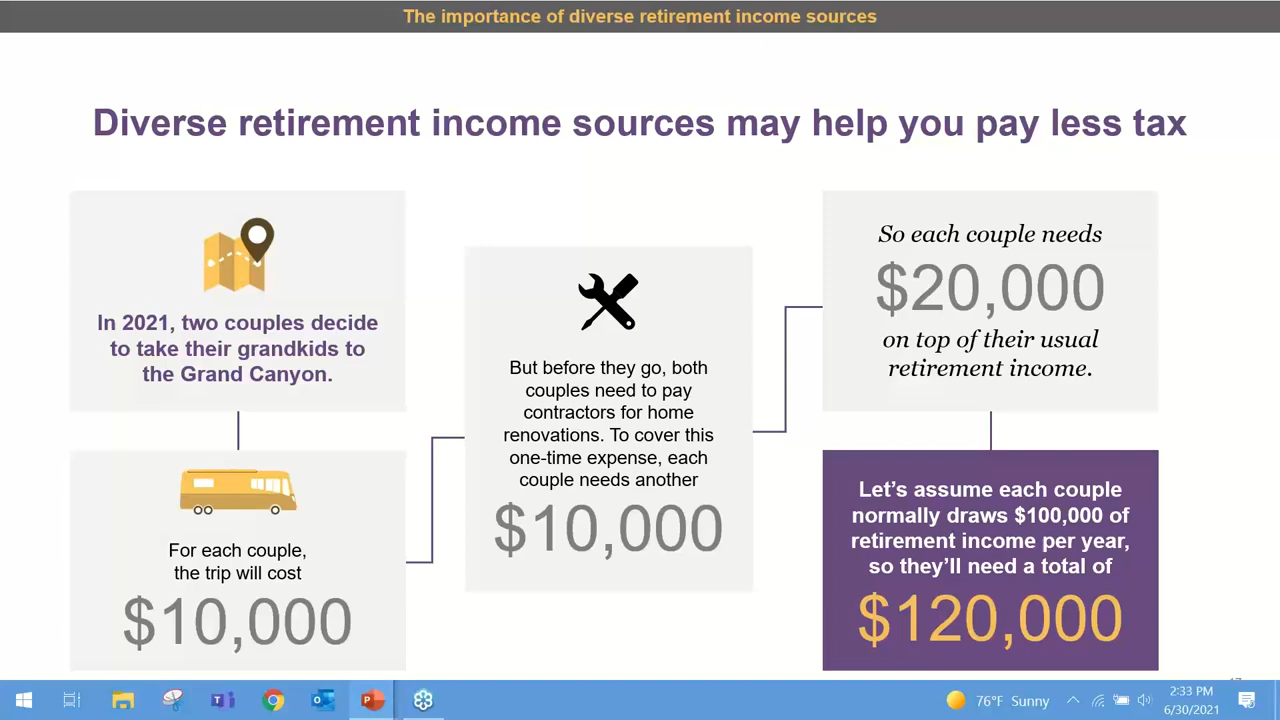 The importance of diverse retirement income sources
Diverse retirement income sources may help you pay less tax
In 2021, two couples decide
to take their grandkids to
the Grand Canyon.
For each couple,
the trip will cost
$10,000
But before they go, both
couples need to pay
contractors for home
renovations. To cover this
one-time expense, each
couple needs another
$10,000
So each couple needs
$20,000
on top of their usual
retirement income.
Let’s assume each couple
normally draws $100,000 of
retirement income per year,
so they’ll need a total of
$120,000
76°F Sunny
2:33 PM
6/30/2021